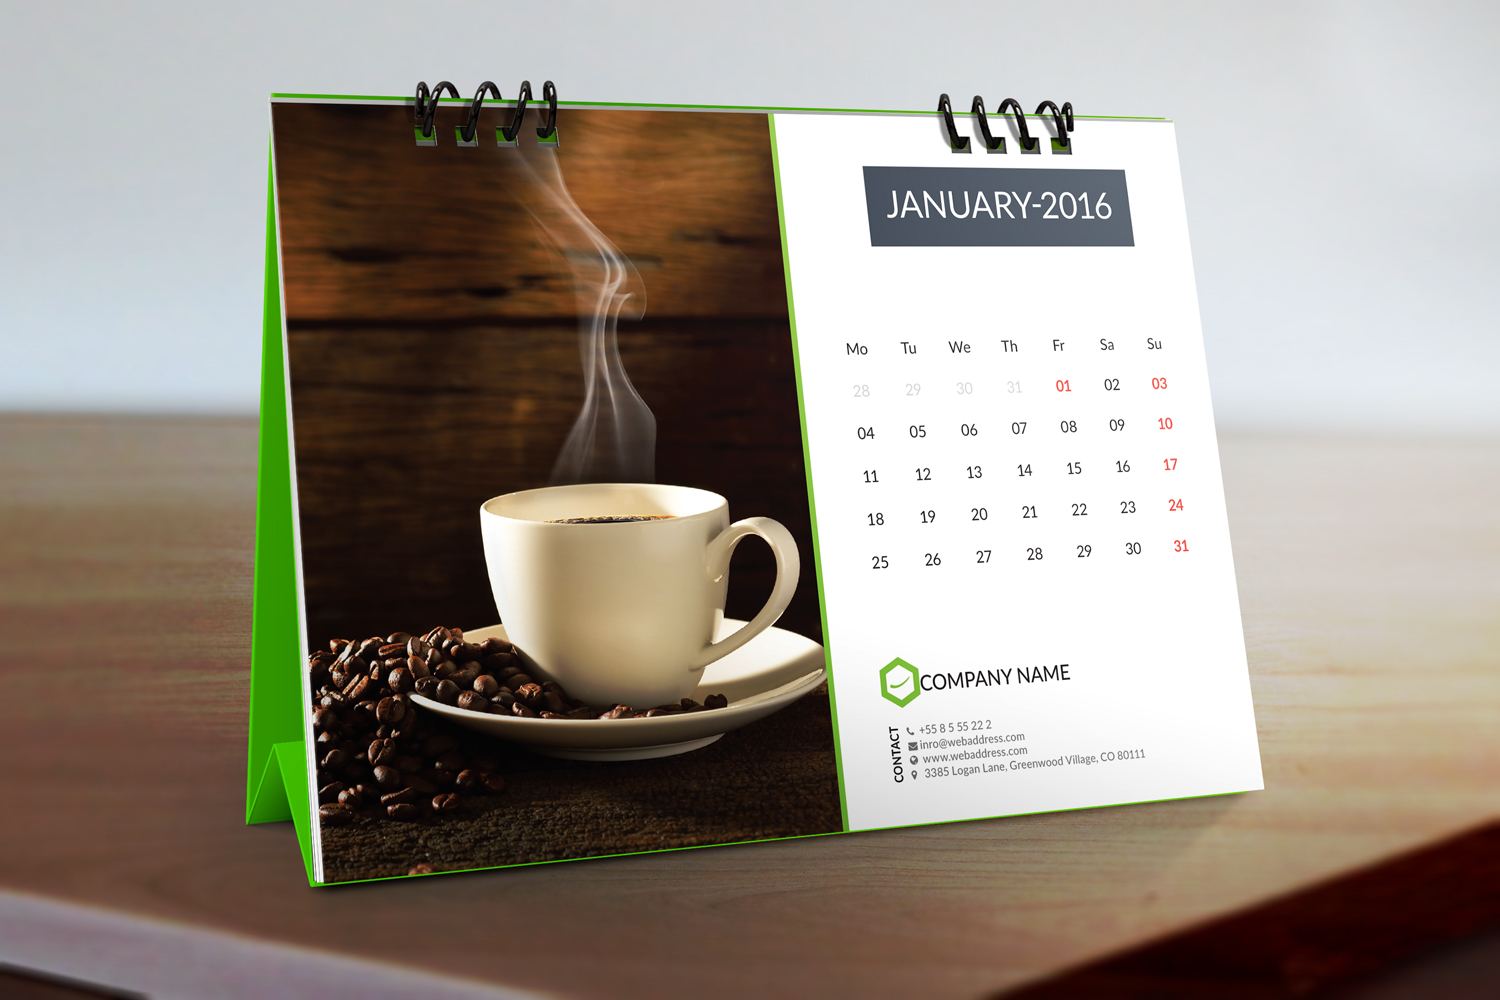 JANUARY-2016
Mo Tu We Th Fr Sa Su
28 29 30 31 01 02 03
04 05 06 07 08 09 10
11 12 13 14 15 16 17
18 19 20 21 22 23 24
25 26 27 28 29 30 31
COMPANY NAME
CONTACT
+55 8 5 55 22 2
inro@webaddress.com
www.webaddress.com
3385 Logan Lane, Greenwood Village, CO 80111